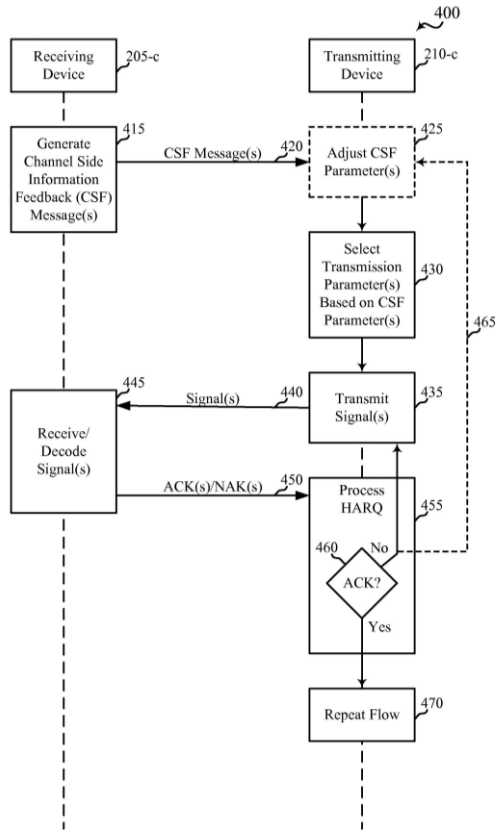 400
Receiving
Device
205-c
Transmitting
Device
210-c
Generate
Channel Side
Information
Feedback (CSF)
Message(s)
415
CSF Message(s)
420
Adjust CSF
Parameter(s)
425
Select
Transmission
Parameter(s)
Based on CSF
Parameter(s)
430
465
Receive/
Decode
Signal(s)
445
Signal(s)
440
Transmit
Signal(s)
435
ACK(s)/NAK(s)
450
Process
HARQ
455
460
No
ACK?
Yes
Repeat Flow
470